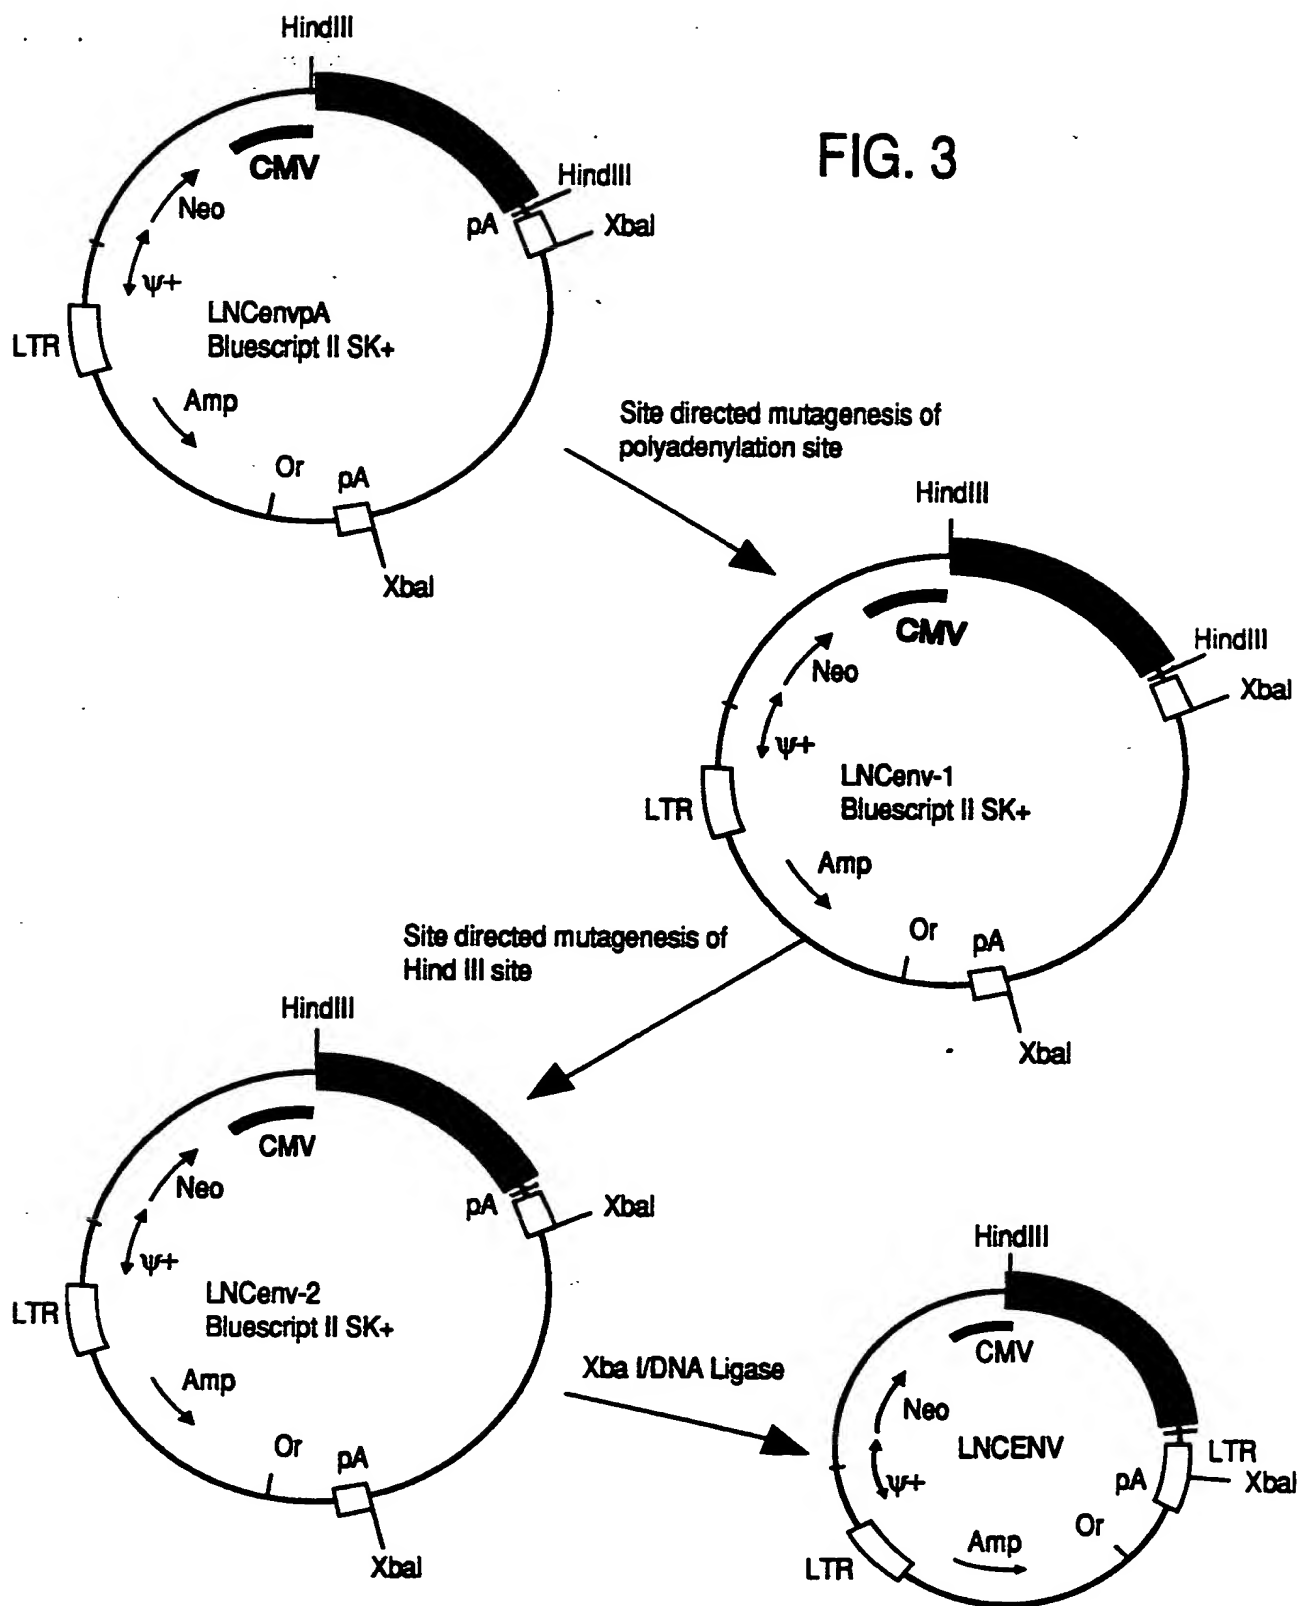 FIG. 3
HindIII
CMV
HindIII
pA
XbaI
Neo
ψ+
LNCenvpA
Bluescript II SK+
LTR
Amp
Or
pA
XbaI
Site directed mutagenesis of
polyadenylation site
HindIII
CMV
HindIII
XbaI
Neo
ψ+
LNCenv-1
Bluescript II SK+
LTR
Amp
Or
pA
XbaI
Site directed mutagenesis of
Hind III site
HindIII
CMV
pA
XbaI
Neo
ψ+
LNCenv-2
Bluescript II SK+
LTR
Amp
Or
pA
XbaI
Xba I/DNA Ligase
HindIII
CMV
Neo
LNCENV
LTR
pA
XbaI
ψ+
Or
Amp
LTR